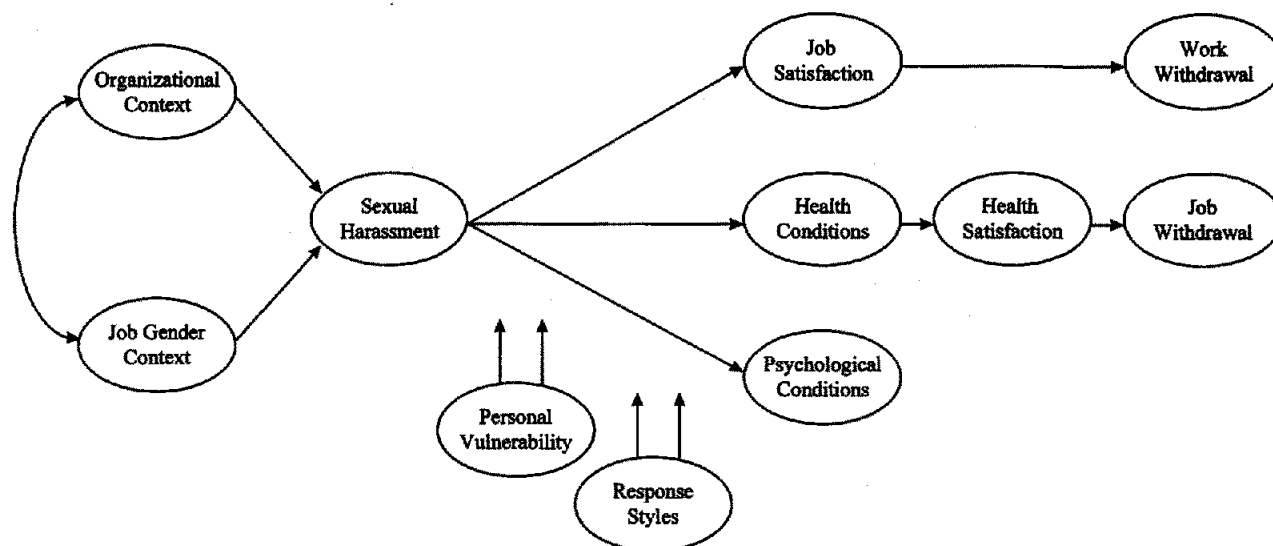 Organizational
Context
Job Gender
Context
Sexual
Harassment
Job
Satisfaction
Work
Withdrawal
Health
Conditions
Health
Satisfaction
Job
Withdrawal
Psychological
Conditions
Personal
Vulnerability
Response
Styles